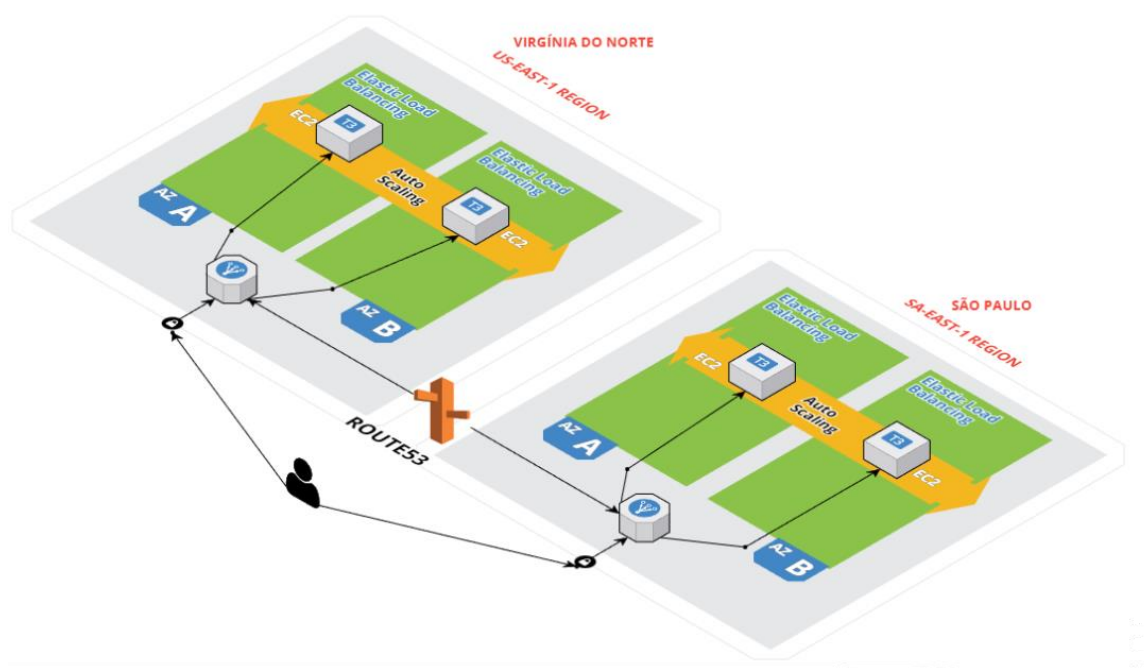 VIRGÍNIA DO NORTE
US-EAST-1 REGION
Elastic Load
Balancing
EC2
T3
Elastic Load
Balancing
Auto
Scaling
T3
EC2
AZ A
AZ B
SÃO PAULO
SA-EAST-1 REGION
Elastic Load
Balancing
EC2
T3
Elastic Load
Balancing
Auto
Scaling
T3
EC2
AZ A
AZ B
ROUTE53